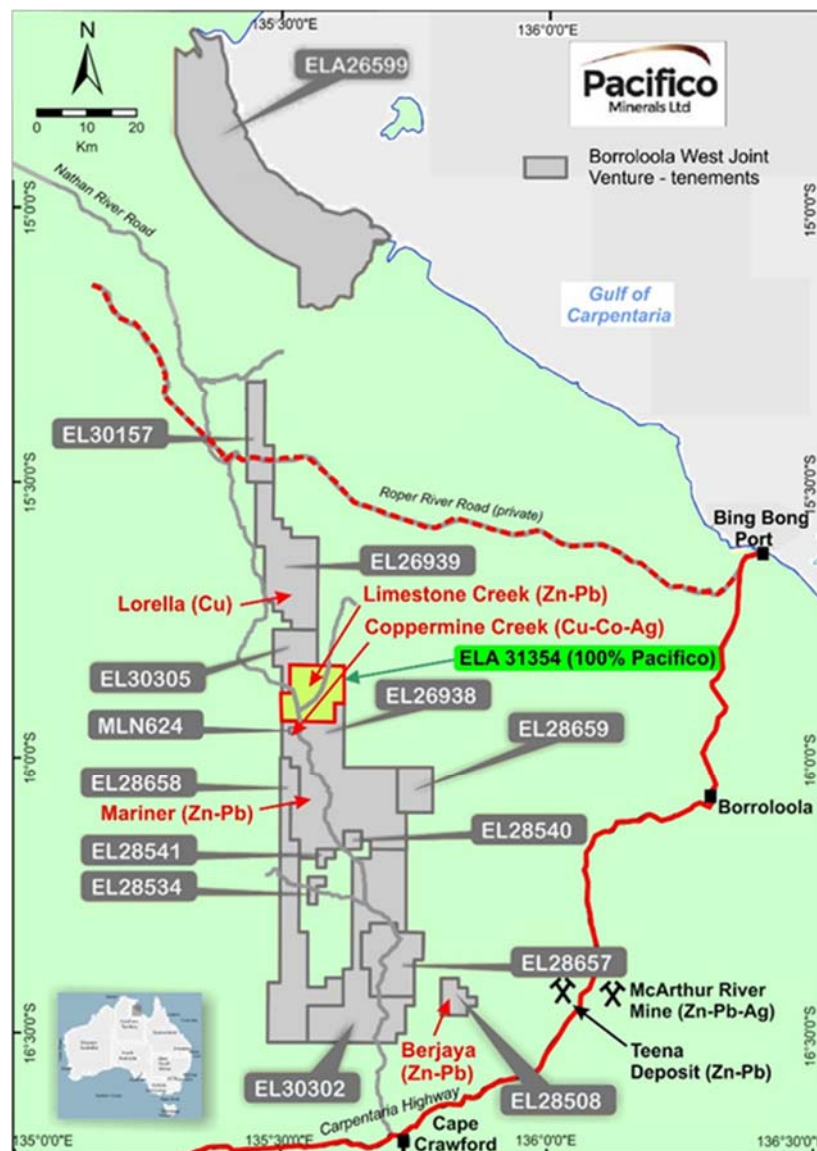 135°30'0"E
136°0'0"E
N
0 10 20
Km
Pacifico
Minerals Ltd
ELA26599
Borroloola West Joint
Venture - tenements
Nathan River Road
15°0'0"S
15°0'0"S
Gulf of
Carpentaria
EL30157
15°30'0"S
15°30'0"S
Roper River Road (private)
Bing Bong
Port
EL26939
Lorella (Cu)
Limestone Creek (Zn-Pb)
Coppermine Creek (Cu-Co-Ag)
ELA 31354 (100% Pacifico)
EL30305
EL26938
MLN624
EL28659
16°0'0"S
16°0'0"S
EL28658
Mariner (Zn-Pb)
Borroloola
EL28540
EL28541
EL28534
EL28657
McArthur River
Mine (Zn-Pb-Ag)
16°30'0"S
16°30'0"S
Berjaya
(Zn-Pb)
Teena
Deposit (Zn-Pb)
EL30302
EL28508
Carpentaria Highway
Cape
Crawford
135°0'0"E
135°30'0"E
136°0'0"E